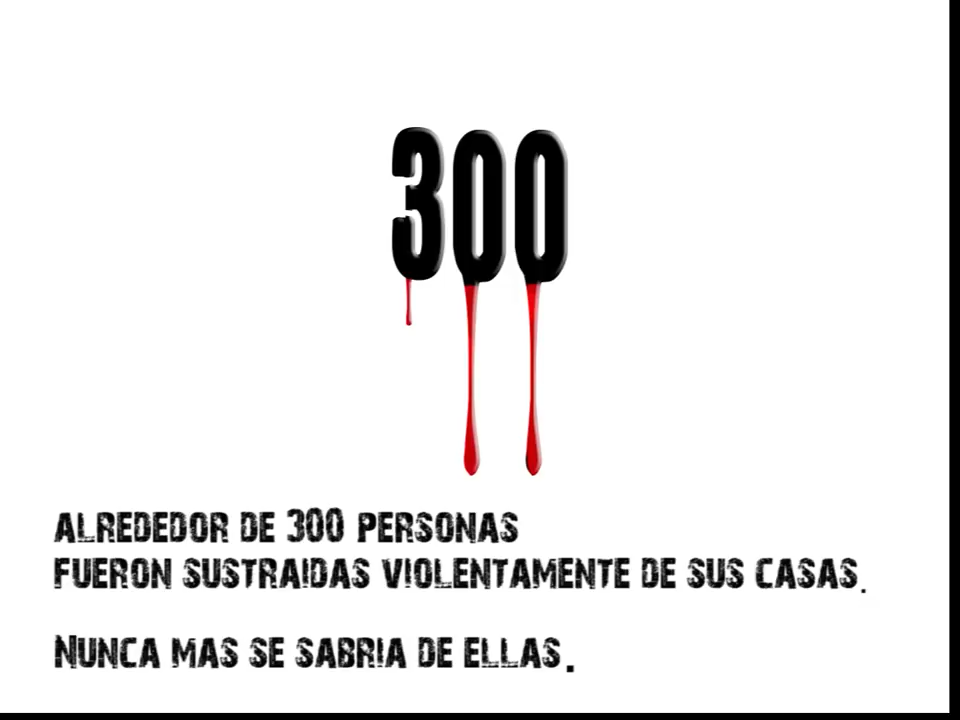 300
ALREDEDOR DE 300 PERSONAS
FUERON SUSTRAIDAS VIOLENTAMENTE DE SUS CASAS.
NUNCA MAS SE SABRIA DE ELLAS.